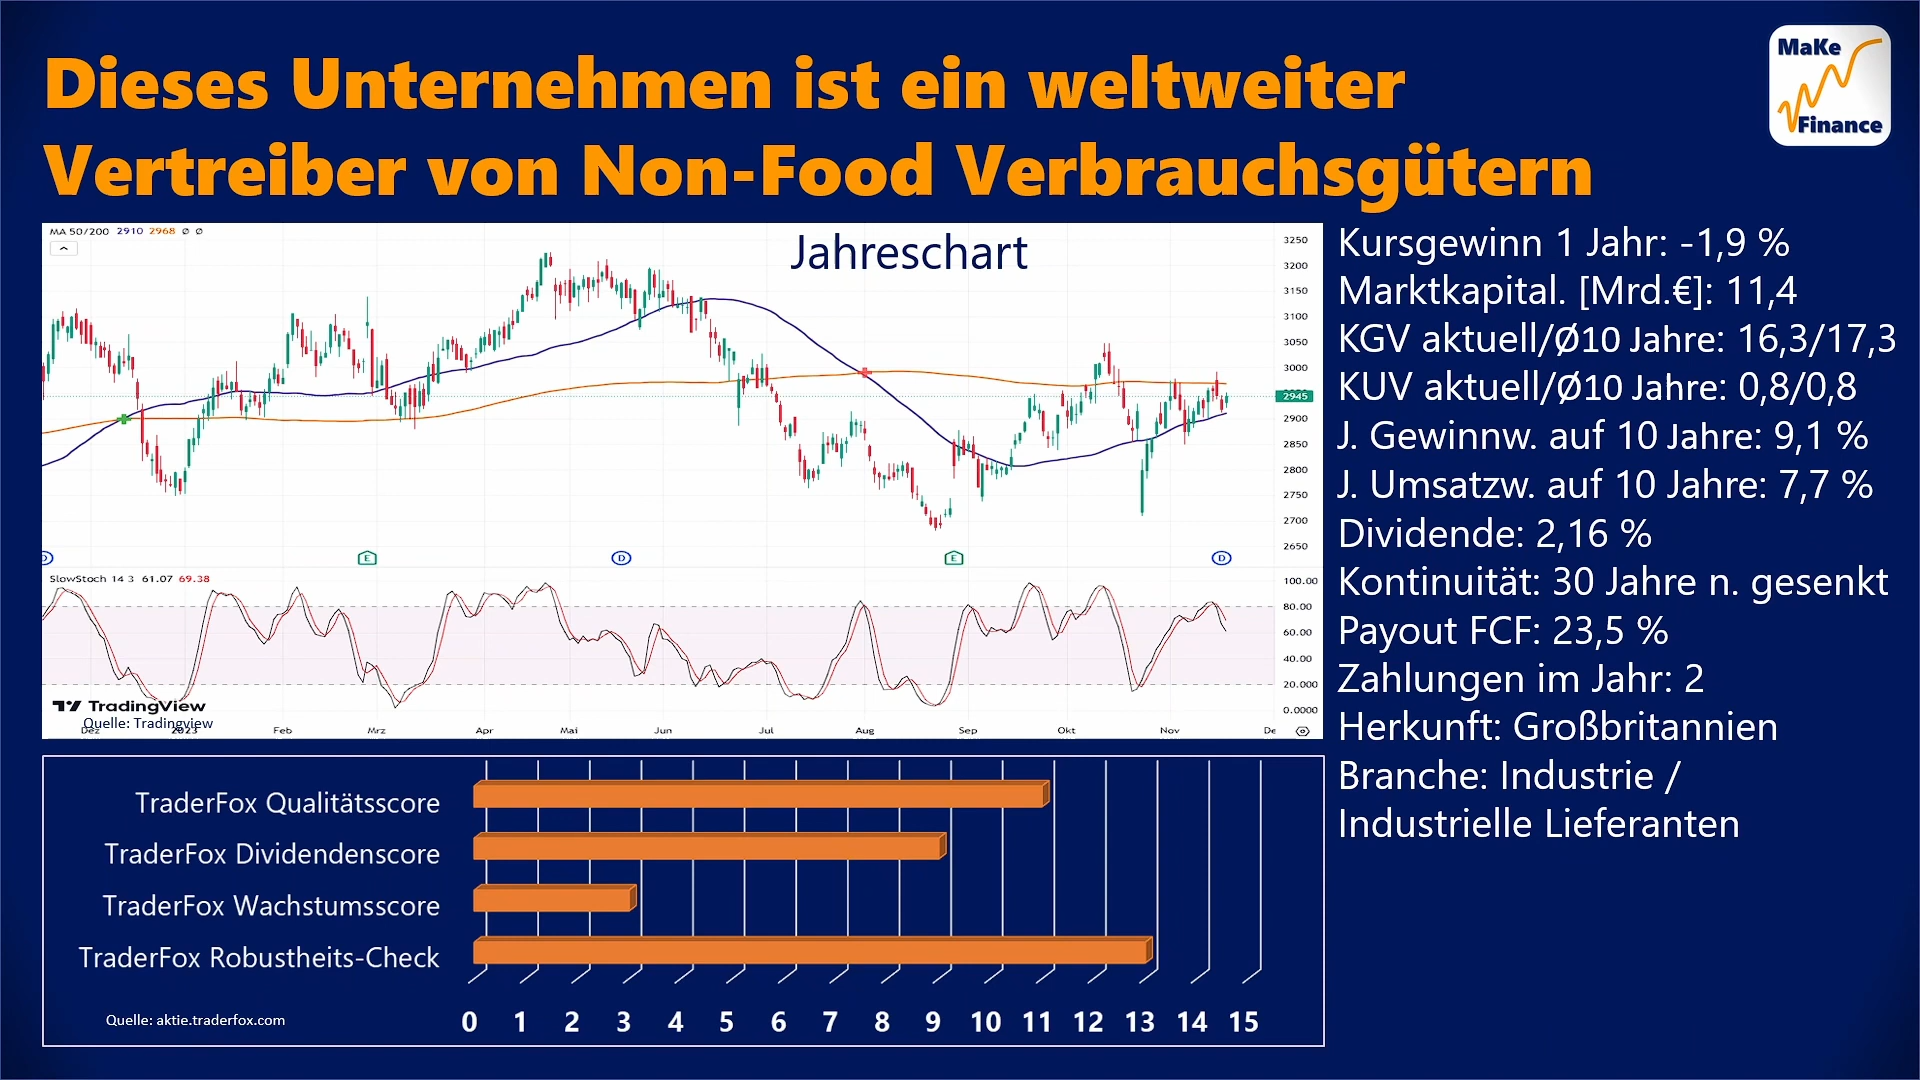 Dieses Unternehmen ist ein weltweiter
Vertreiber von Non-Food Verbrauchsgütern
MaKe
Finance
MA 50/200 2910 2968 ∅ ∅
Jahreschart
3250
3200
3150
3100
3050
3000
2945
2900
2850
2800
2750
2700
2650
D
E
D
E
D
SlowStoch 14 3 61.07 69.38
100.00
80.00
60.00
40.00
20.000
0.0000
TradingView
Quelle: Tradingview
Dez 2023 Feb Mrz Apr Mai Jun Jul Aug Sep Okt Nov De
Kursgewinn 1 Jahr: -1,9 %
Marktkapital. [Mrd.€]: 11,4
KGV aktuell/Ø10 Jahre: 16,3/17,3
KUV aktuell/Ø10 Jahre: 0,8/0,8
J. Gewinnw. auf 10 Jahre: 9,1 %
J. Umsatzw. auf 10 Jahre: 7,7 %
Dividende: 2,16 %
Kontinuität: 30 Jahre n. gesenkt
Payout FCF: 23,5 %
Zahlungen im Jahr: 2
Herkunft: Großbritannien
Branche: Industrie /
Industrielle Lieferanten
TraderFox Qualitätsscore
TraderFox Dividendenscore
TraderFox Wachstumsscore
TraderFox Robustheits-Check
0 1 2 3 4 5 6 7 8 9 10 11 12 13 14 15
Quelle: aktie.traderfox.com